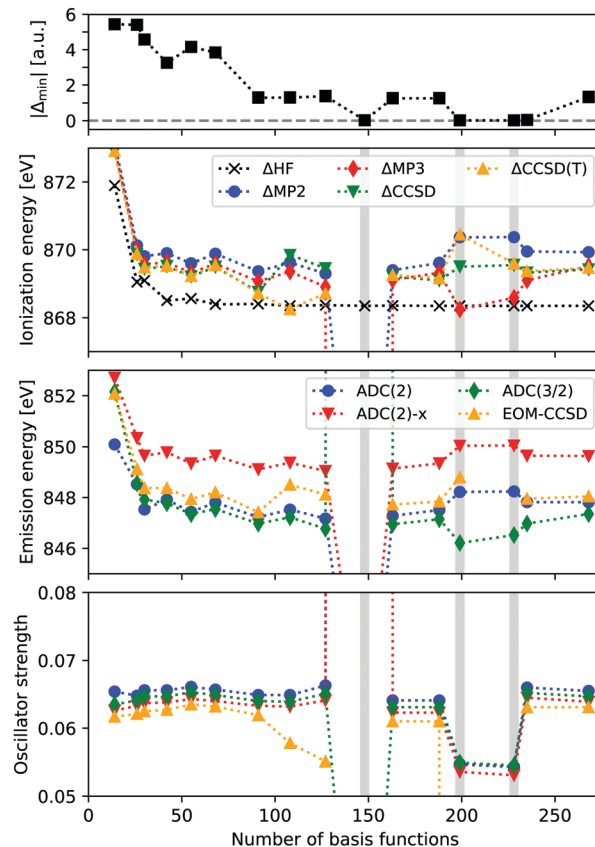 |Δmin| [a.u.]
6
4
2
0
Ionization energy [eV]
872
870
868
ΔHF
ΔMP2
ΔMP3
ΔCCSD
ΔCCSD(T)
Emission energy [eV]
852
850
848
846
ADC(2)
ADC(2)-x
ADC(3/2)
EOM-CCSD
Oscillator strength
0.08
0.07
0.06
0.05
0 50 100 150 200 250
Number of basis functions